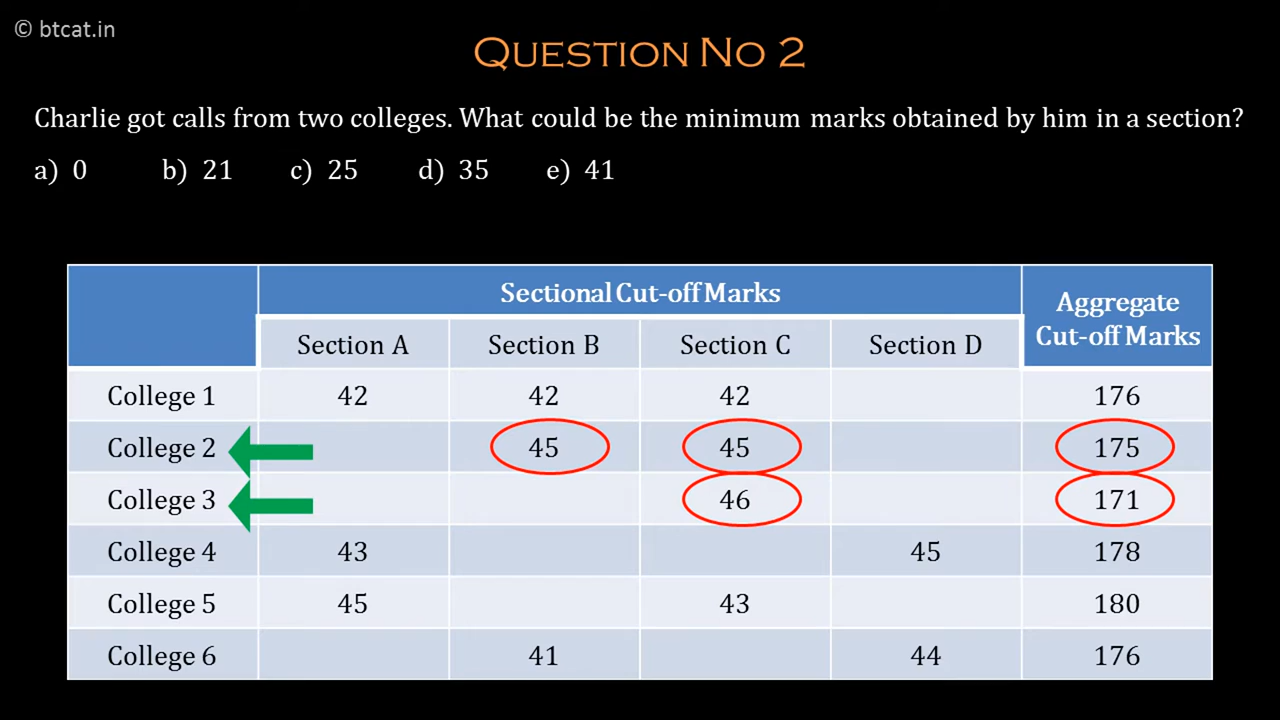 © btcat.in
Question No 2
Charlie got calls from two colleges. What could be the minimum marks obtained by him in a section?
a) 0 b) 21 c) 25 d) 35 e) 41
Sectional Cut-off Marks
Aggregate
Cut-off Marks
Section A Section B Section C Section D
College 1 42 42 42 176
College 2 45 45 175
College 3 46 171
College 4 43 45 178
College 5 45 43 180
College 6 41 44 176